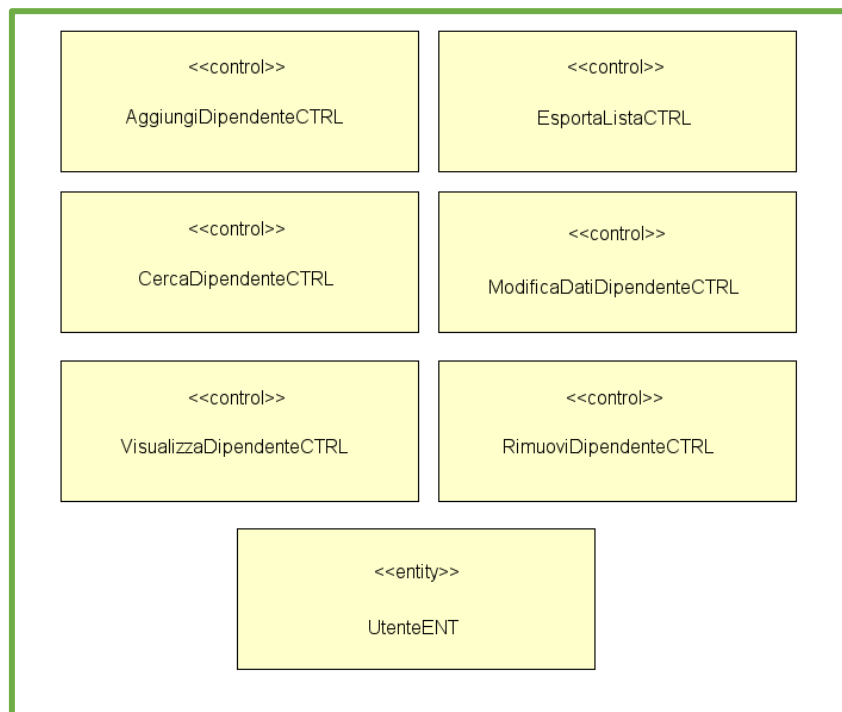 <<control>>
AggiungiDipendenteCTRL
<<control>>
EsportaListaCTRL
<<control>>
CercaDipendenteCTRL
<<control>>
ModificaDatiDipendenteCTRL
<<control>>
VisualizzaDipendenteCTRL
<<control>>
RimuoviDipendenteCTRL
<<entity>>
UtenteENT